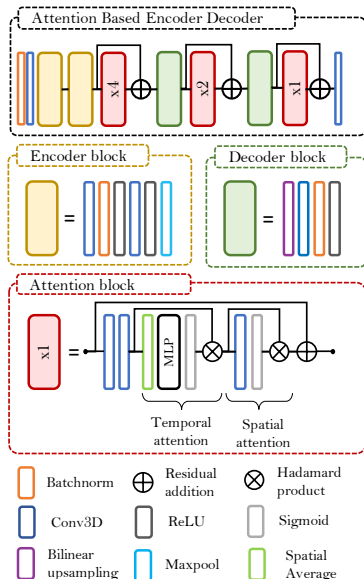 Attention Based Encoder Decoder
x4
x2
x1
Encoder block
Decoder block
=
=
Attention block
x1
=
MLP
Temporal
attention
Spatial
attention
Batchnorm
Residual
addition
Hadamard
product
Conv3D
ReLU
Sigmoid
Bilinear
upsampling
Maxpool
Spatial
Average